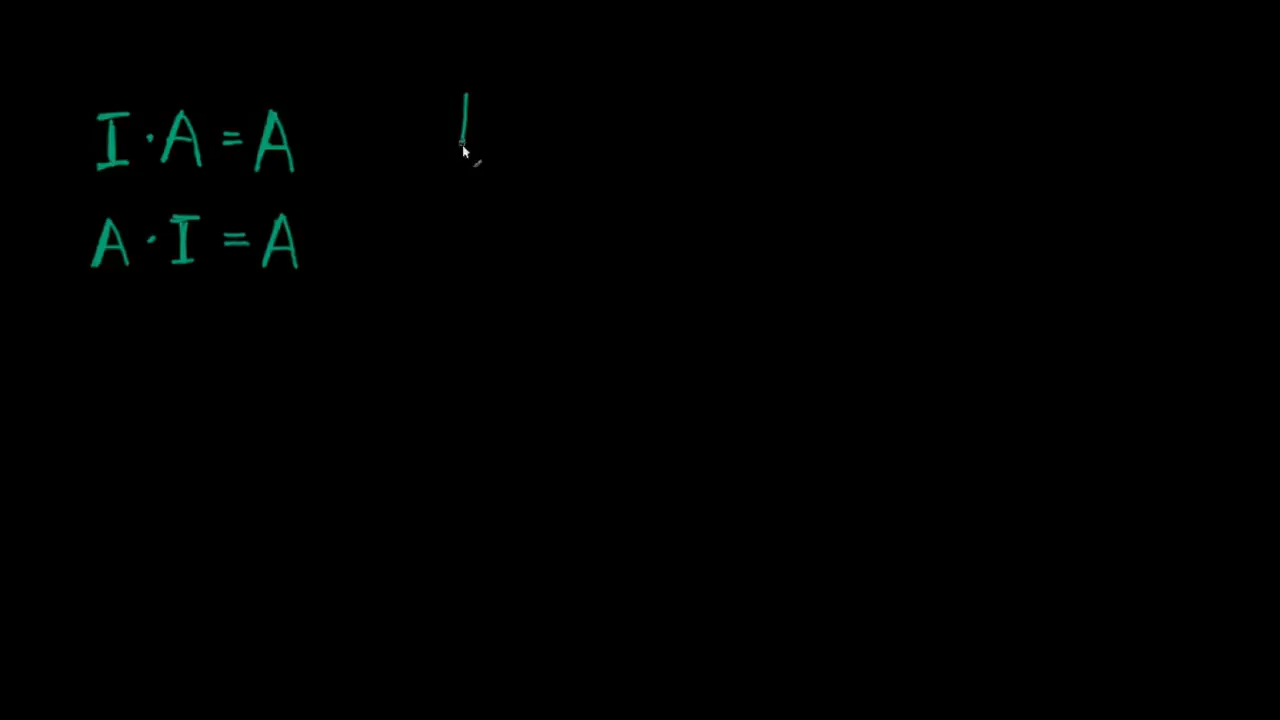 I · A = A
A · I = A